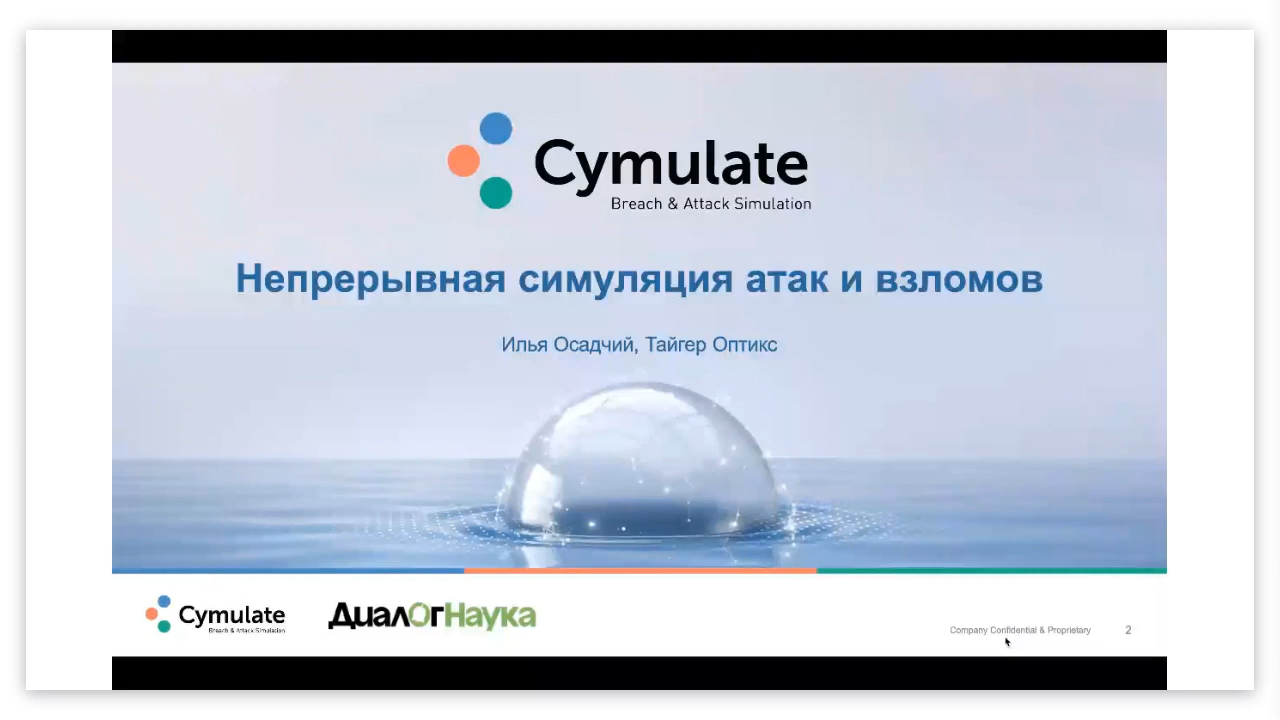 Cymulate
Breach & Attack Simulation
Непрерывная симуляция атак и взломов
Илья Осадчий, Тайгер Оптикс
Cymulate
Breach & Attack Simulation
ДиалОгНаука
Company Confidential & Proprietary 2